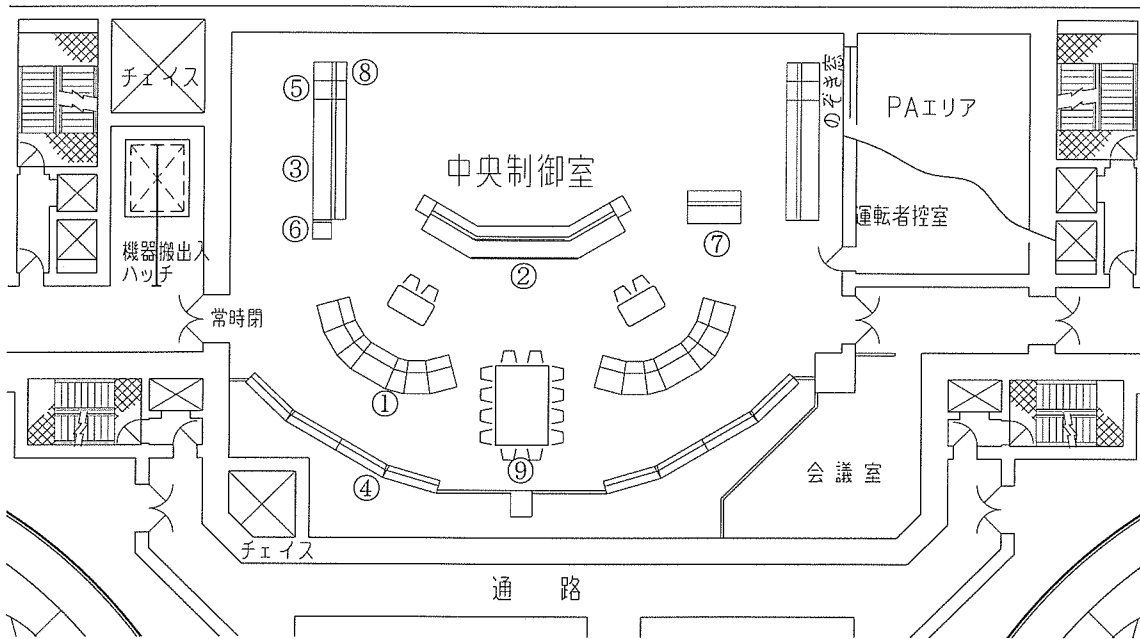 チェイス
⑧
⑤
のぞき窓
PAエリア
③
中央制御室
⑥
⑦
運転者控室
機器搬出入
ハッチ
②
常時閉
①
⑨
④
会議室
チェイス
通 路